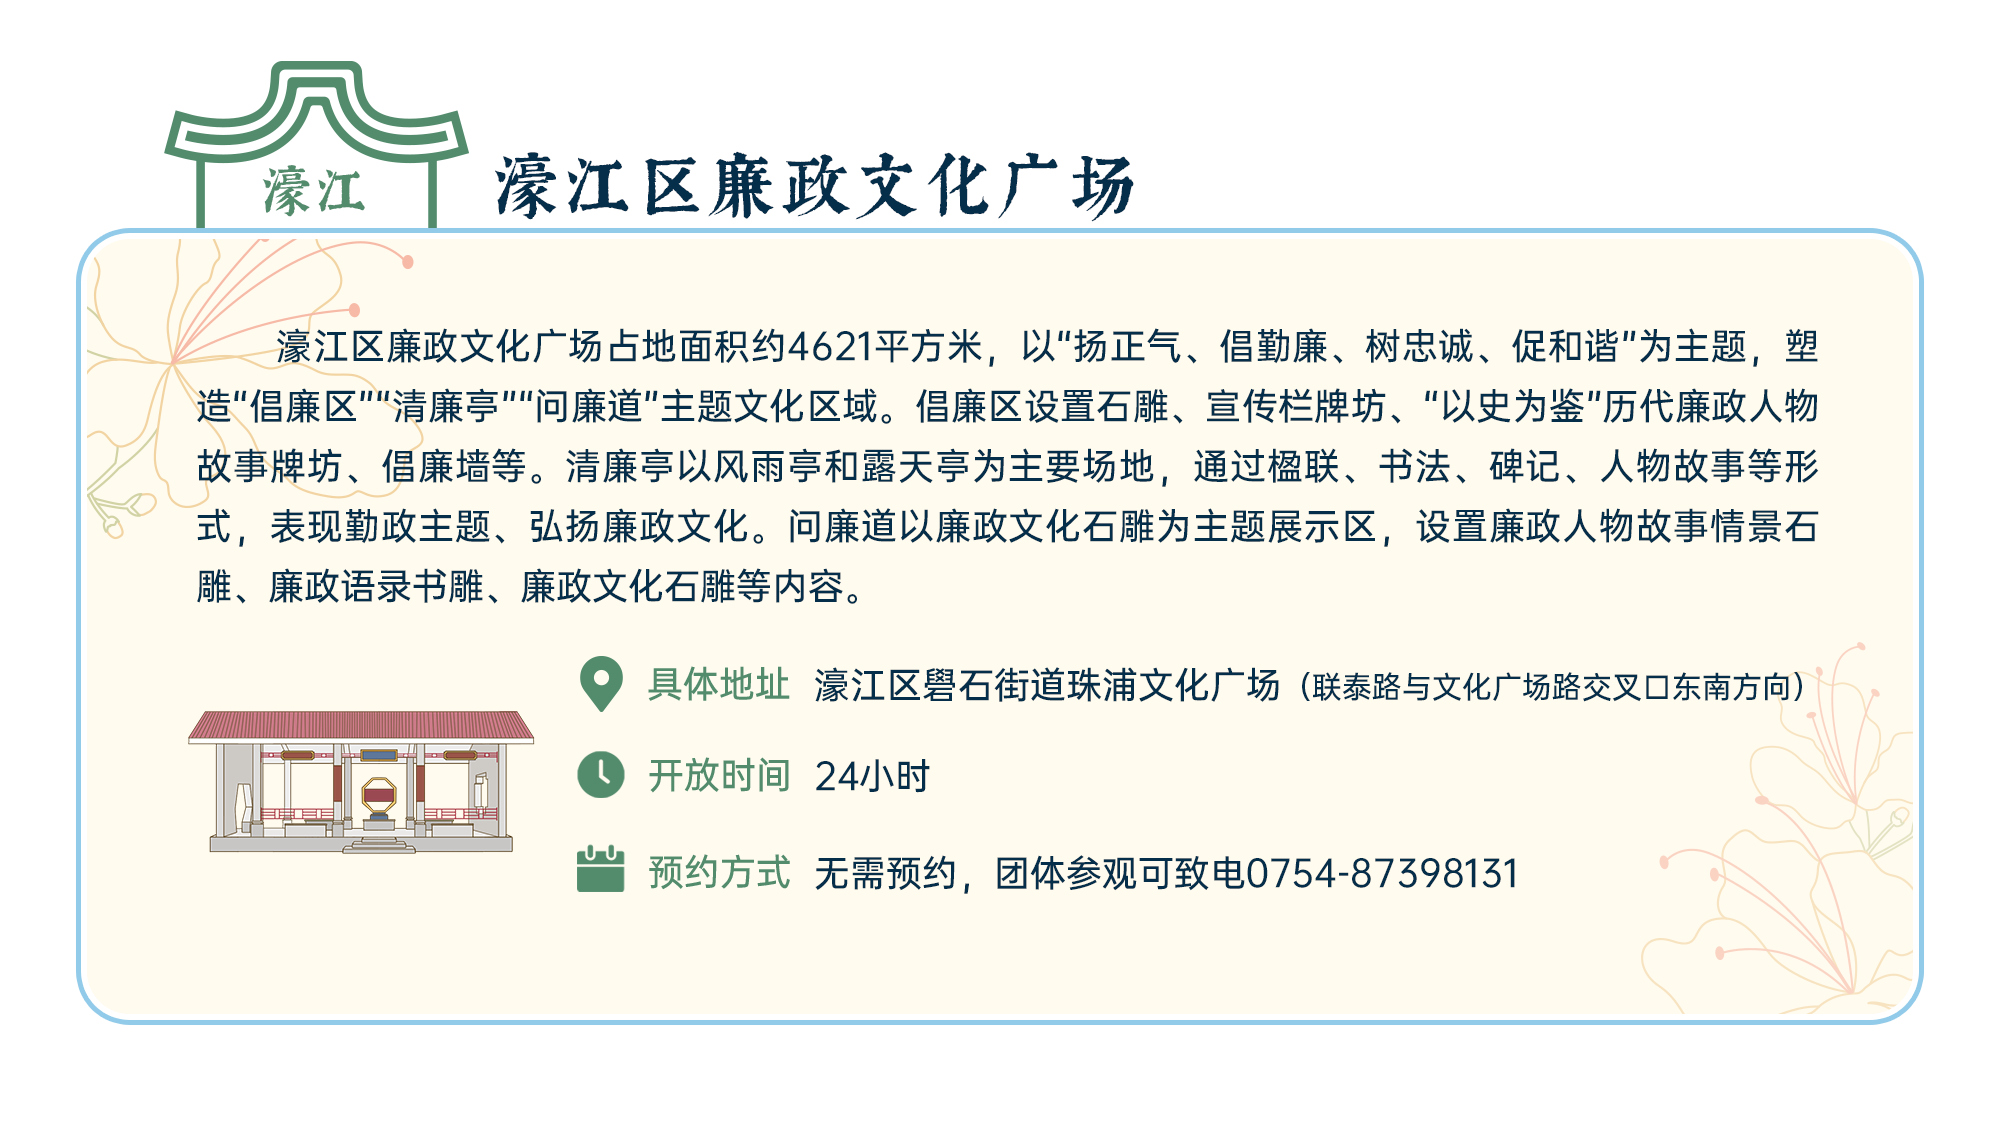 濠江
濠江区廉政文化广场
濠江区廉政文化广场占地面积约4621平方米，以“扬正气、倡勤廉、树忠诚、促和谐”为主题，塑
造“倡廉区”“清廉亭”“问廉道”主题文化区域。倡廉区设置石雕、宣传栏牌坊、“以史为鉴”历代廉政人物
故事牌坊、倡廉墙等。清廉亭以风雨亭和露天亭为主要场地，通过楹联、书法、碑记、人物故事等形
式，表现勤政主题、弘扬廉政文化。问廉道以廉政文化石雕为主题展示区，设置廉政人物故事情景石
雕、廉政语录书雕、廉政文化石雕等内容。
具体地址 濠江区礐石街道珠浦文化广场（联泰路与文化广场路交叉口东南方向）
开放时间 24小时
预约方式 无需预约，团体参观可致电0754-87398131